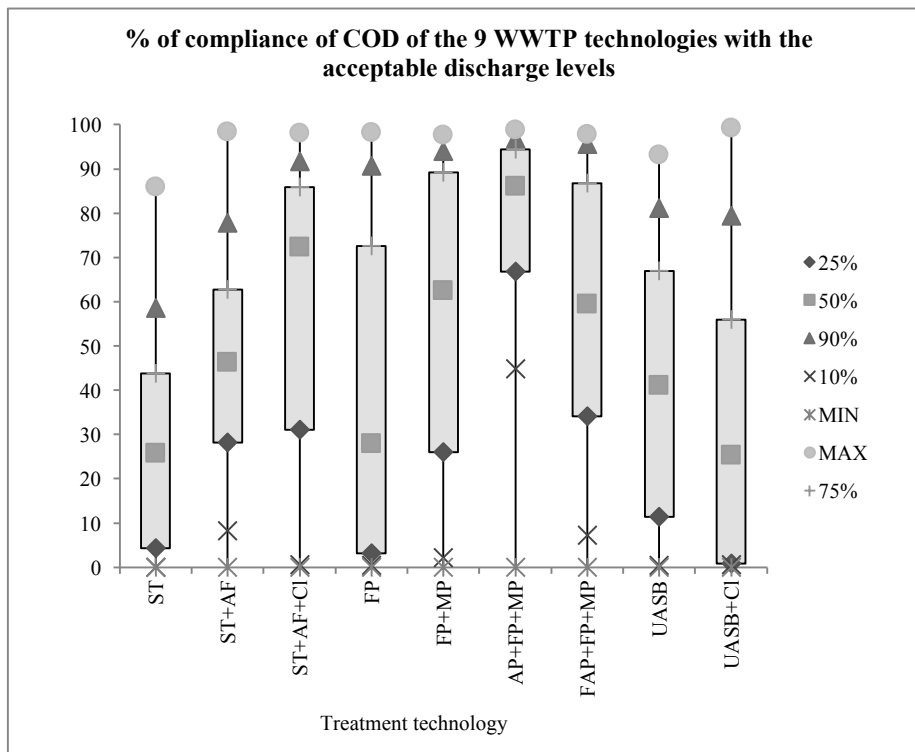 % of compliance of COD of the 9 WWTP technologies with the
acceptable discharge levels
100
90
80
70
60
50
40
30
20
10
0
ST
ST+AF
ST+AF+Cl
FP
FP+MP
AP+FP+MP
FAP+FP+MP
UASB
UASB+Cl
Treatment technology
25%
50%
90%
10%
MIN
MAX
75%